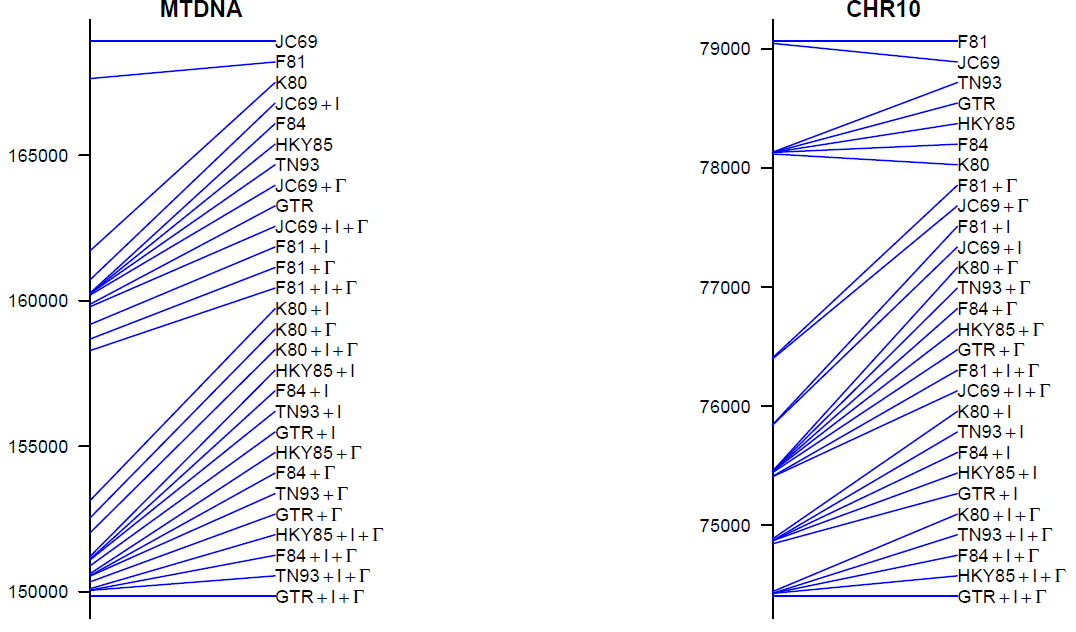 MTDNA
165000
160000
155000
150000
JC69
F81
K80
JC69+I
F84
HKY85
TN93
JC69+Γ
GTR
JC69+I+Γ
F81+I
F81+Γ
F81+I+Γ
K80+I
K80+Γ
K80+I+Γ
HKY85+I
F84+I
TN93+I
GTR+I
HKY85+Γ
F84+Γ
TN93+Γ
GTR+Γ
HKY85+I+Γ
F84+I+Γ
TN93+I+Γ
GTR+I+Γ
CHR10
79000
78000
77000
76000
75000
F81
JC69
TN93
GTR
HKY85
F84
K80
F81+Γ
JC69+Γ
F81+I
JC69+I
K80+Γ
TN93+Γ
F84+Γ
HKY85+Γ
GTR+Γ
F81+I+Γ
JC69+I+Γ
K80+I
TN93+I
F84+I
HKY85+I
GTR+I
K80+I+Γ
TN93+I+Γ
F84+I+Γ
HKY85+I+Γ
GTR+I+Γ